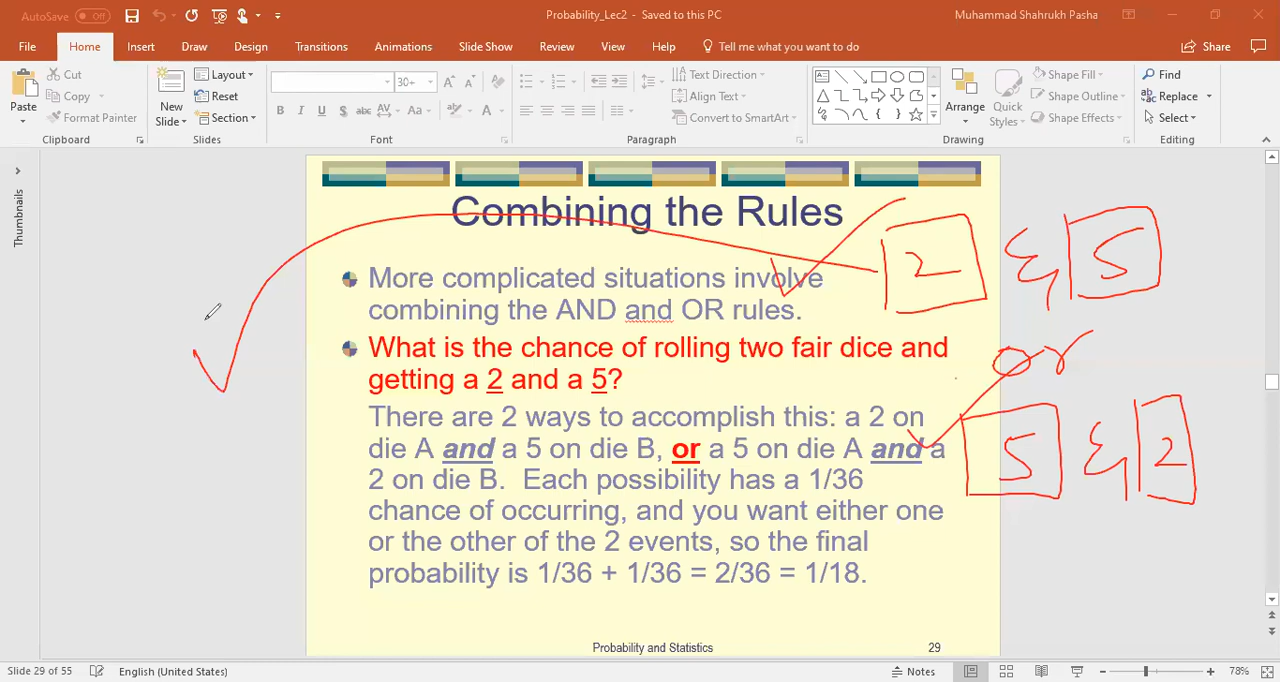 AutoSave Off
Probability_Lec2 - Saved to this PC
Muhammad Shahrukh Pasha
File Home Insert Draw Design Transitions Animations Slide Show Review View Help Tell me what you want to do Share
Paste
Cut
Copy
Format Painter
Clipboard
New Slide
Layout
Reset
Section
Slides
30+
B I U S abc AV Aa A
Font
Text Direction
Align Text
Convert to SmartArt
Paragraph
Arrange
Quick Styles
Shape Fill
Shape Outline
Shape Effects
Drawing
Find
Replace
Select
Editing
Thumbnails
Combining the Rules
More complicated situations involve
combining the AND and OR rules.
What is the chance of rolling two fair dice and
getting a 2 and a 5?
There are 2 ways to accomplish this: a 2 on
die A and a 5 on die B, or a 5 on die A and a
2 on die B. Each possibility has a 1/36
chance of occurring, and you want either one
or the other of the 2 events, so the final
probability is 1/36 + 1/36 = 2/36 = 1/18.
2 & 5
or
5 & 2
Probability and Statistics 29
Slide 29 of 55 English (United States) Notes 78%